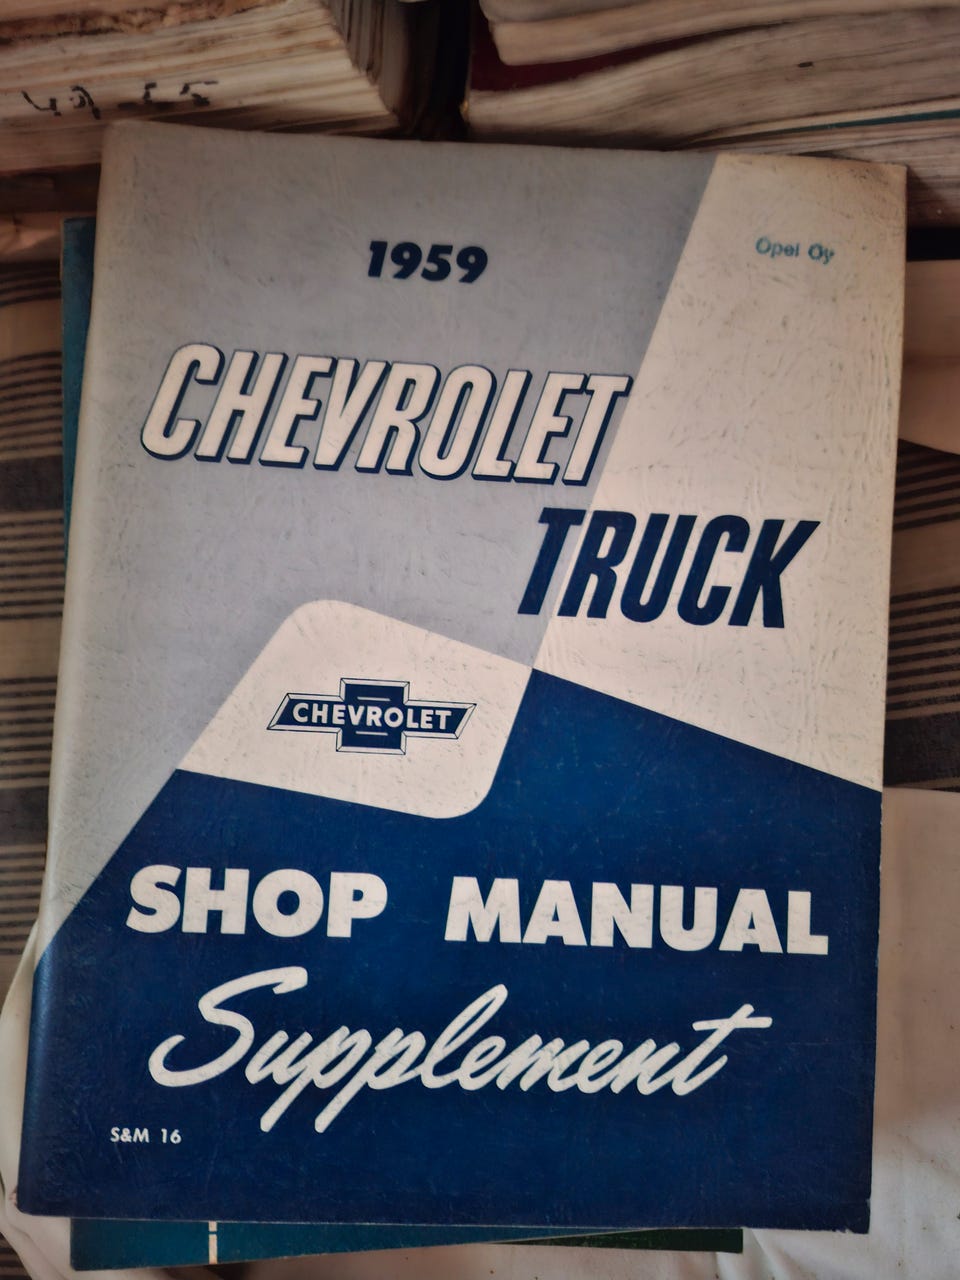 1959
Opel Oy
CHEVROLET
TRUCK
CHEVROLET
SHOP MANUAL
Supplement
S&M 16